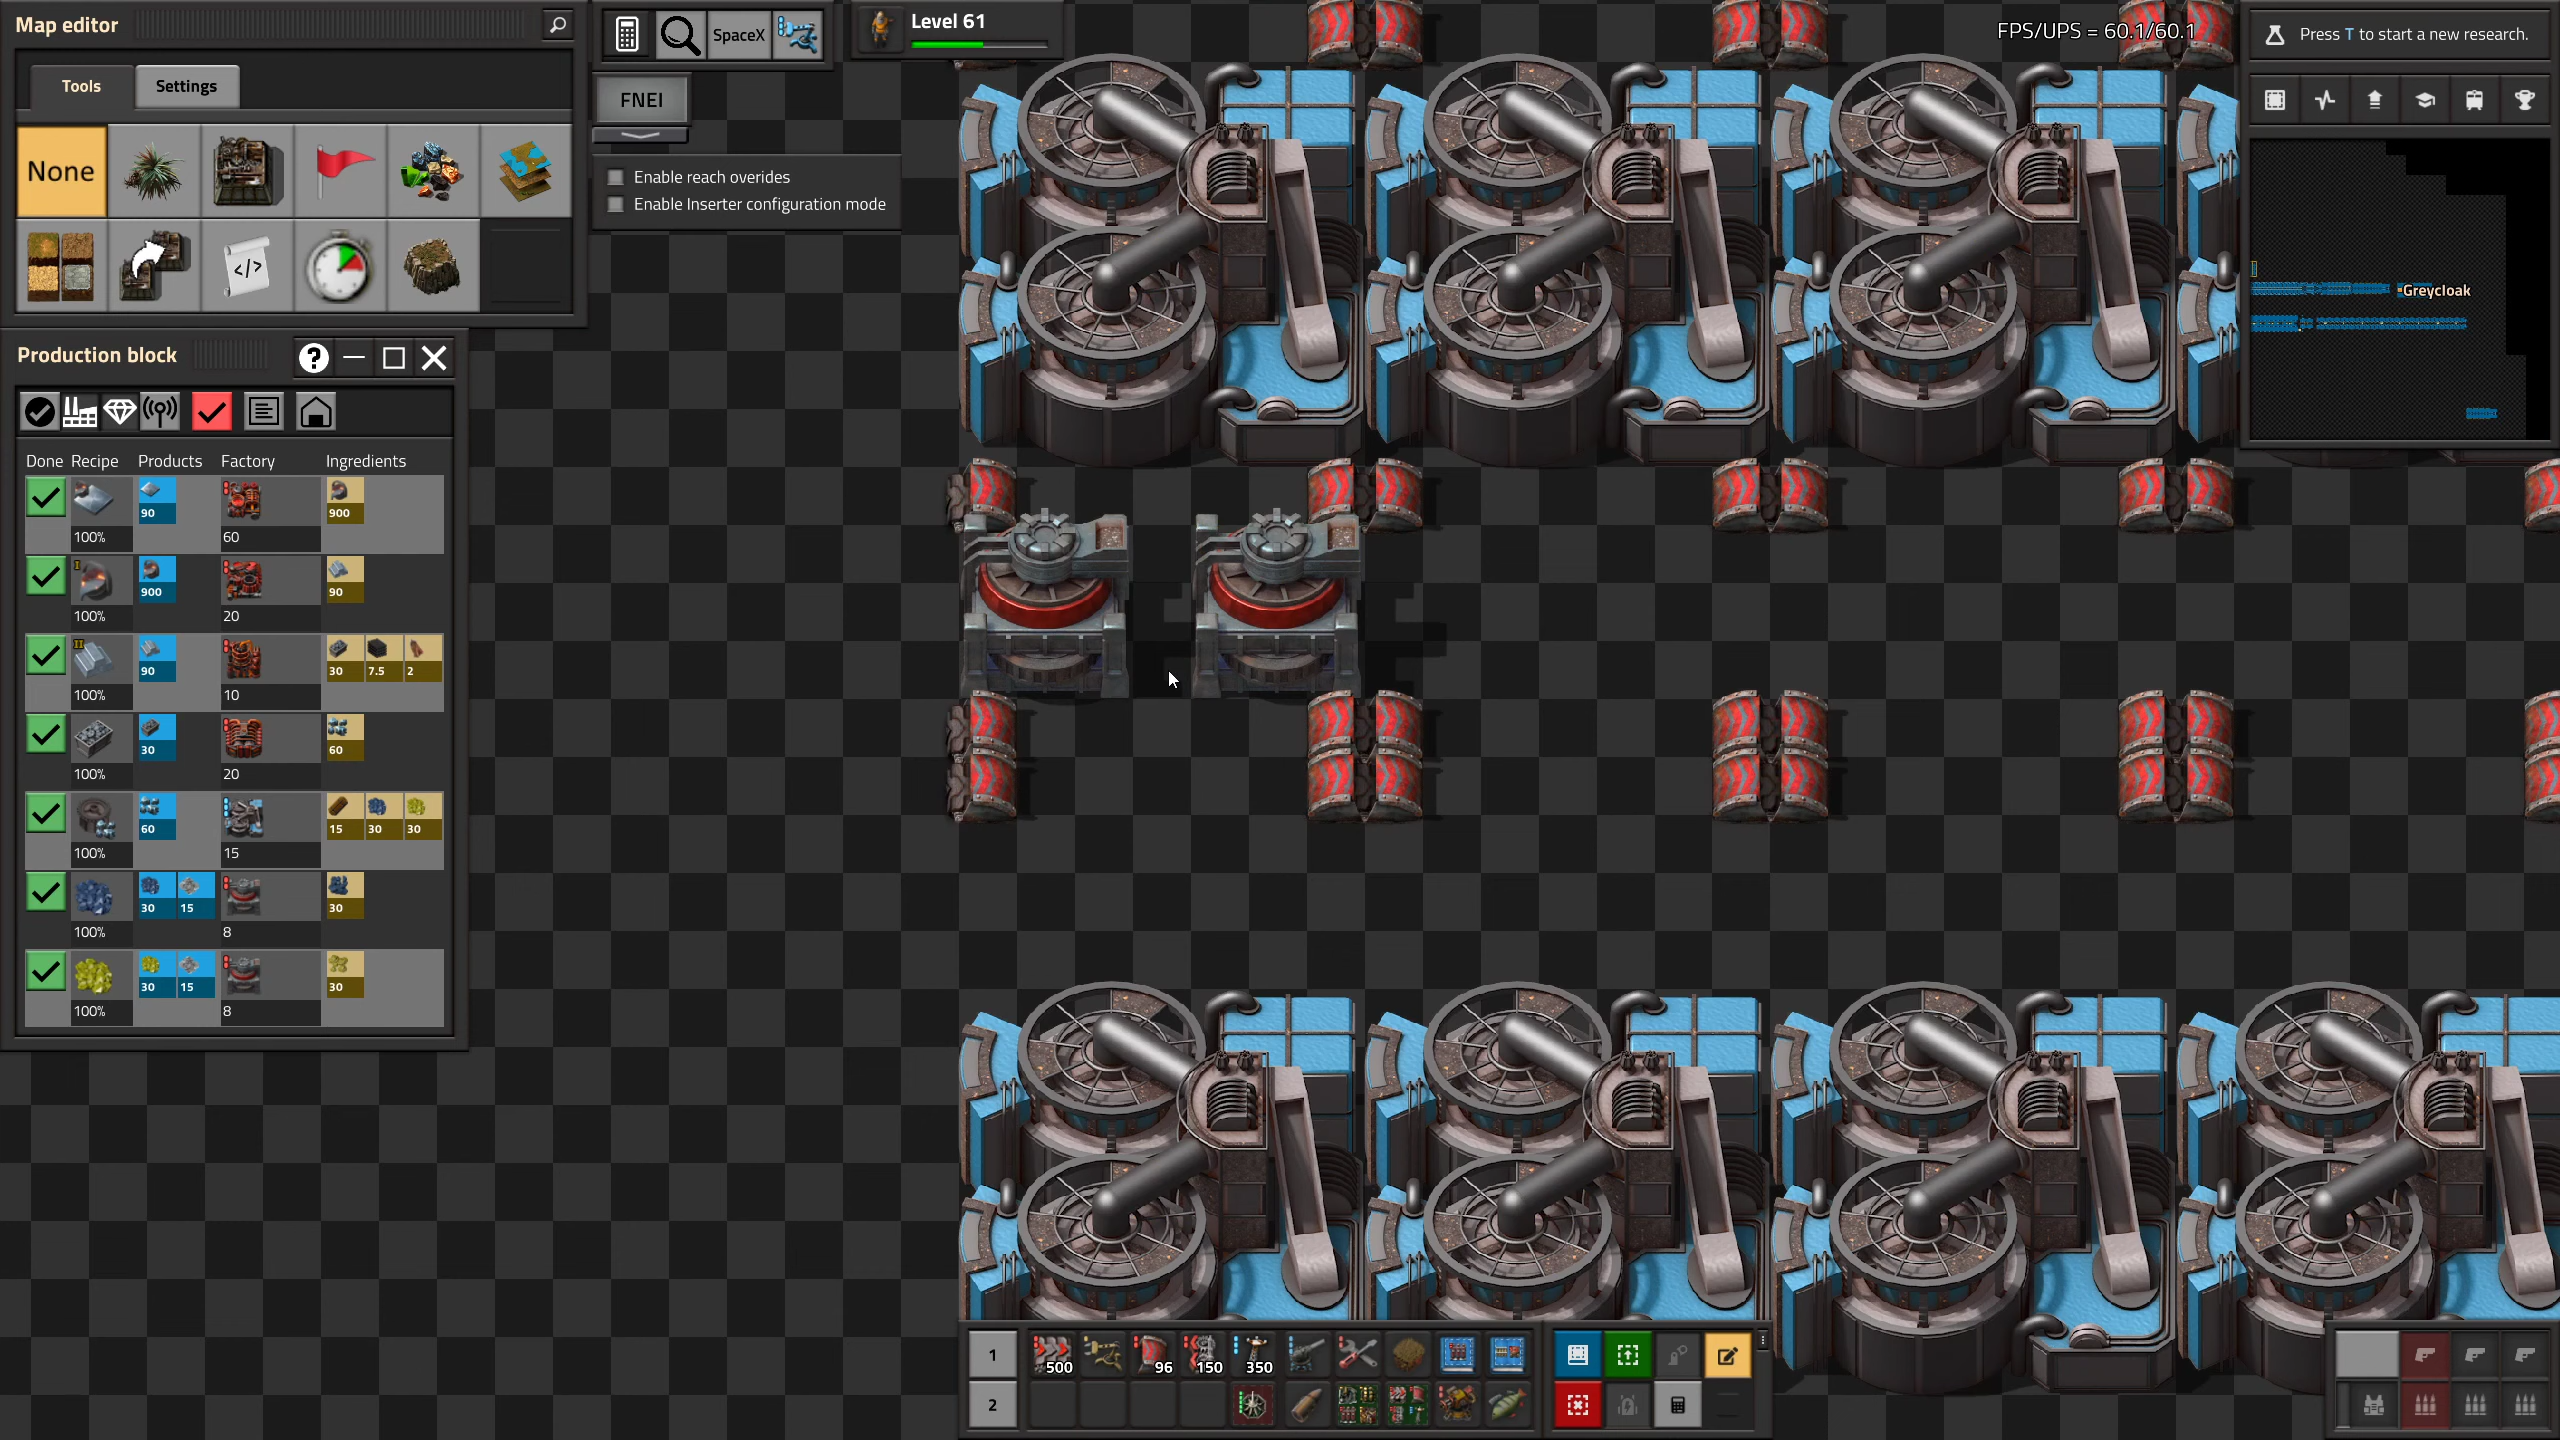 Map editor
Tools
Settings
None
</>
Production block
?
Done Recipe Products Factory Ingredients
90
900
100%
60
I
900
90
100%
20
II
90
30 7.5 2
100%
10
30
60
100%
20
60
15 30 30
100%
15
30 15
30
100%
8
30 15
30
100%
8
SpaceX
FNEI
Enable reach overides
Enable Inserter configuration mode
Level 61
FPS/UPS = 60.1/60.1
Press T to start a new research.
Greycloak
1
500
96
150
350
2